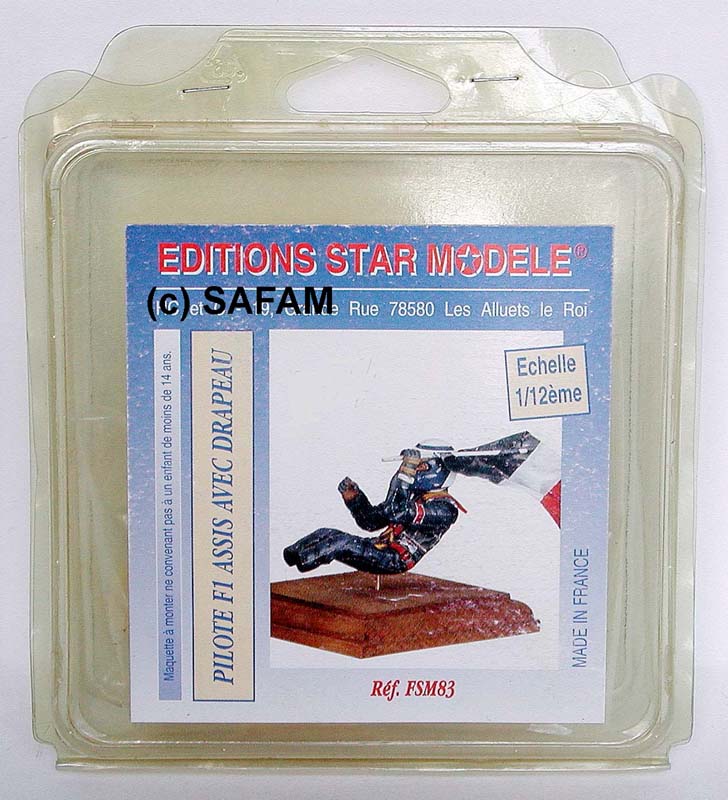 EDITIONS STAR MODELE®
(c) SAFAM
Rue 78580 Les Alluets le Roi
Maquette à monter ne convenant pas à un enfant de moins de 14 ans.
PILOTE F1 ASSIS AVEC DRAPEAU
Echelle
1/12ème
MADE IN FRANCE
Réf. FSM83